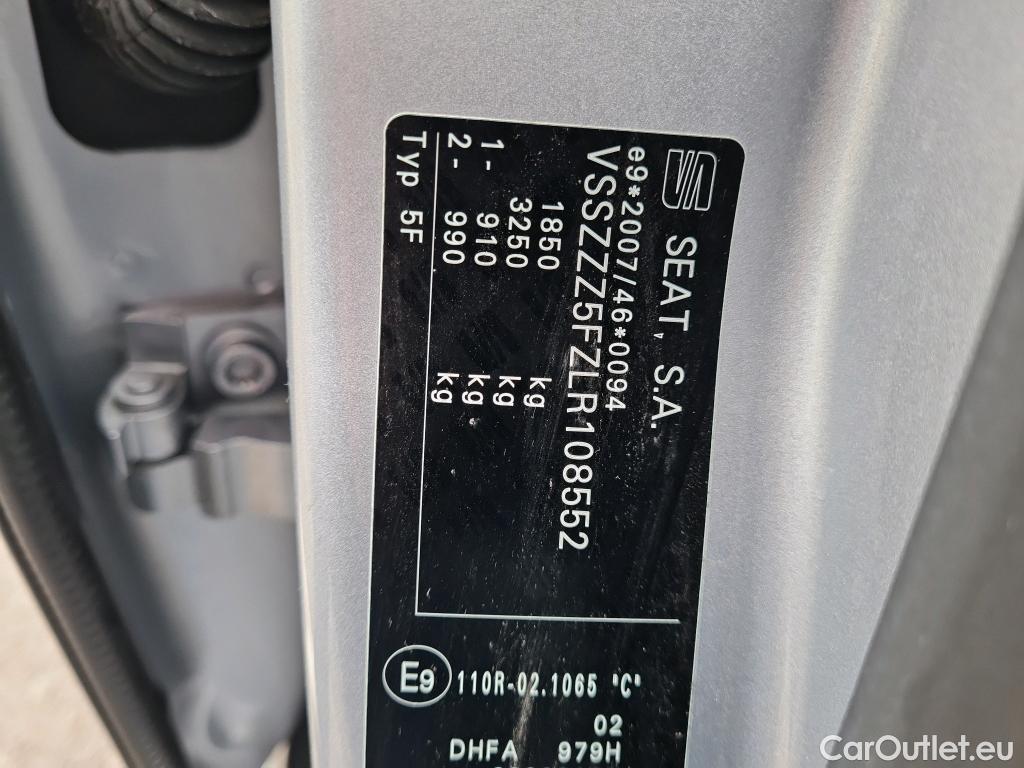 SEAT, S.A.
e9*2007/46*0094
VSSZZZ5FZLR108552
1850 kg
3250 kg
1- 910 kg
2- 990 kg
Typ 5F
E9 110R-02.1065 "C"
02
DHFA 979H
CarOutlet.eu